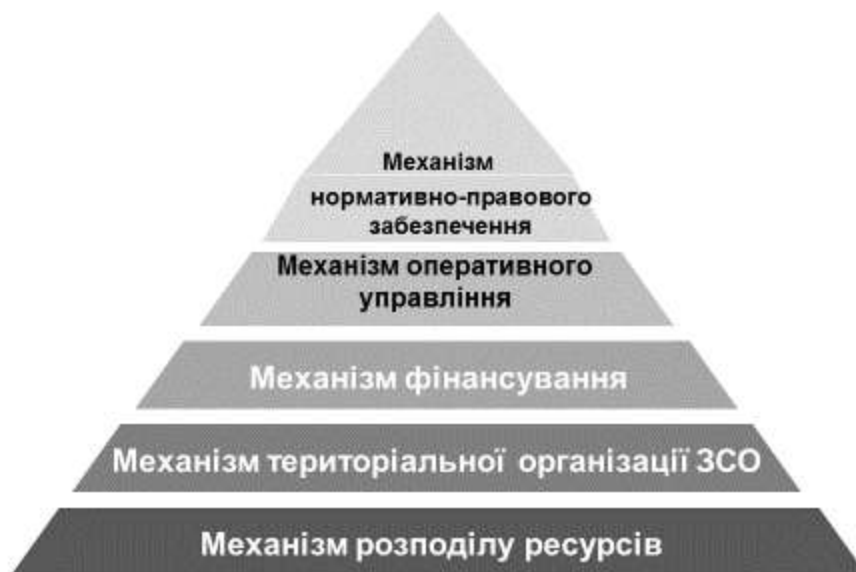 Механізм
нормативно-правового
забезпечення
Механізм оперативного
управління
Механізм фінансування
Механізм територіальної організації ЗСО
Механізм розподілу ресурсів